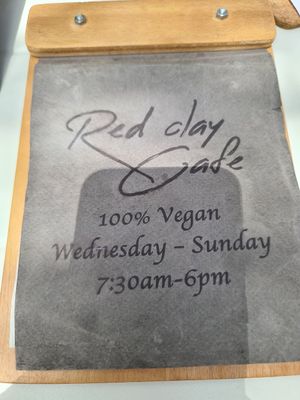 Red clay
Cafe
100% Vegan
Wednesday – Sunday
7:30am-6pm